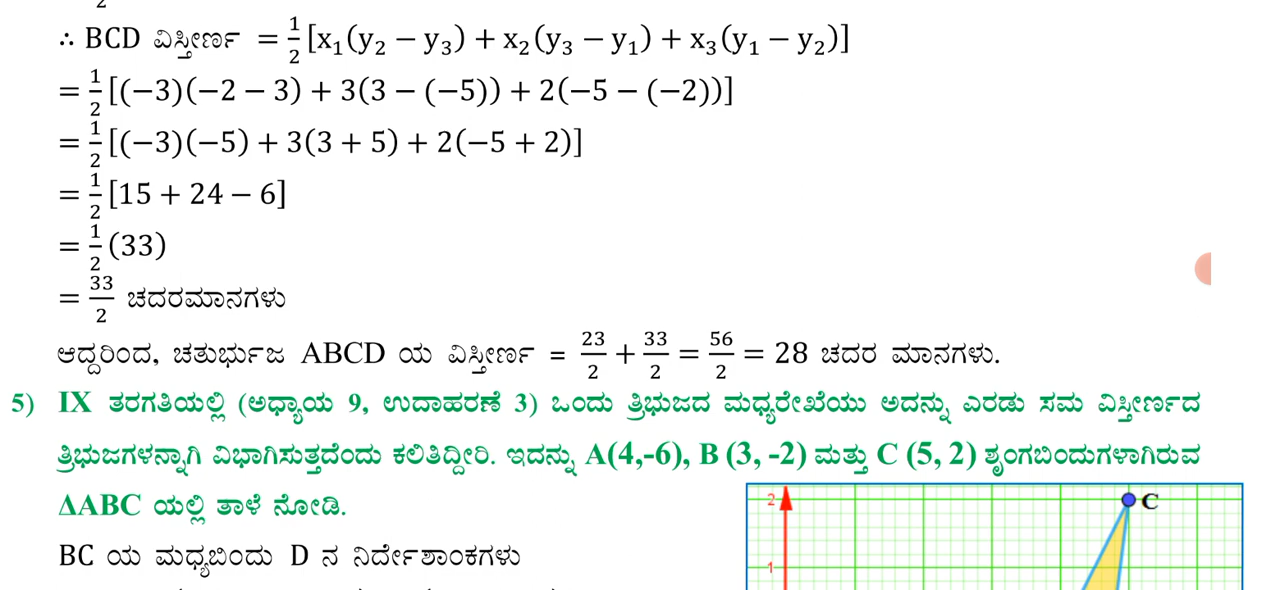 ∴ BCD ವಿಸ್ತೀರ್ಣ = 1/2 [x₁(y₂ − y₃) + x₂(y₃ − y₁) + x₃(y₁ − y₂)]
= 1/2 [(−3)(−2 − 3) + 3(3 − (−5)) + 2(−5 − (−2))]
= 1/2 [(−3)(−5) + 3(3 + 5) + 2(−5 + 2)]
= 1/2 [15 + 24 − 6]
= 1/2 (33)
= 33/2 ಚದರಮಾನಗಳು
ಆದ್ದರಿಂದ, ಚತುರ್ಭುಜ ABCD ಯ ವಿಸ್ತೀರ್ಣ = 23/2 + 33/2 = 56/2 = 28 ಚದರ ಮಾನಗಳು.
5) IX ತರಗತಿಯಲ್ಲಿ (ಅಧ್ಯಾಯ 9, ಉದಾಹರಣೆ 3) ಒಂದು ತ್ರಿಭುಜದ ಮಧ್ಯರೇಖೆಯು ಅದನ್ನು ಎರಡು ಸಮ ವಿಸ್ತೀರ್ಣದ
ತ್ರಿಭುಜಗಳನ್ನಾಗಿ ವಿಭಾಗಿಸುತ್ತದೆಂದು ಕಲಿತಿದ್ದೀರಿ. ಇದನ್ನು A(4,-6), B (3, -2) ಮತ್ತು C (5, 2) ಶೃಂಗಬಿಂದುಗಳಾಗಿರುವ
ΔABC ಯಲ್ಲಿ ತಾಳೆ ನೋಡಿ.
2 C
BC ಯ ಮಧ್ಯಬಿಂದು D ನ ನಿರ್ದೇಶಾಂಕಗಳು
1